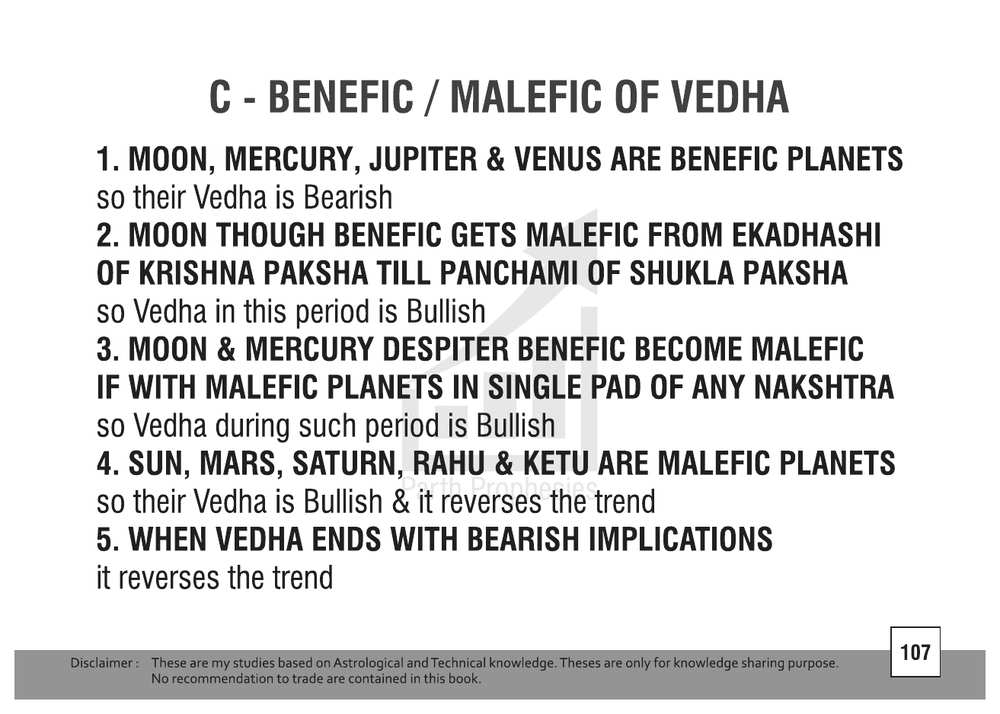 C - BENEFIC / MALEFIC OF VEDHA
1. MOON, MERCURY, JUPITER & VENUS ARE BENEFIC PLANETS
so their Vedha is Bearish
2. MOON THOUGH BENEFIC GETS MALEFIC FROM EKADHASHI
OF KRISHNA PAKSHA TILL PANCHAMI OF SHUKLA PAKSHA
so Vedha in this period is Bullish
3. MOON & MERCURY DESPITER BENEFIC BECOME MALEFIC
IF WITH MALEFIC PLANETS IN SINGLE PAD OF ANY NAKSHTRA
so Vedha during such period is Bullish
4. SUN, MARS, SATURN, RAHU & KETU ARE MALEFIC PLANETS
Parth Prophecies
so their Vedha is Bullish & it reverses the trend
5. WHEN VEDHA ENDS WITH BEARISH IMPLICATIONS
it reverses the trend
107
Disclaimer : These are my studies based on Astrological and Technical knowledge. Theses are only for knowledge sharing purpose.
No recommendation to trade are contained in this book.